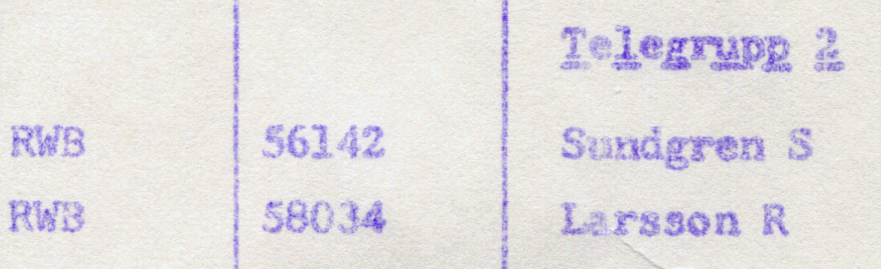 Telegrupp 2
RWB 56142 Sundgren S
RWB 58034 Larsson R